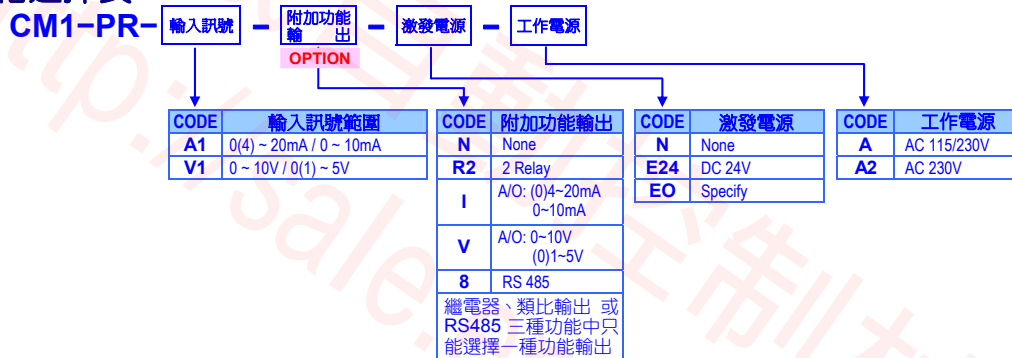 CM1-PR- 輸入訊號 - 附加功能輸 出 - 激發電源 - 工作電源
OPTION
CODE 輸入訊號範圍
A1 0(4) ~ 20mA / 0 ~ 10mA
V1 0 ~ 10V / 0(1) ~ 5V
CODE 附加功能輸出
N None
R2 2 Relay
I A/O: (0)4~20mA
0~10mA
V A/O: 0~10V
(0)1~5V
8 RS 485
繼電器、類比輸出 或
RS485 三種功能中只
能選擇一種功能輸出
CODE 激發電源
N None
E24 DC 24V
EO Specify
CODE 工作電源
A AC 115/230V
A2 AC 230V